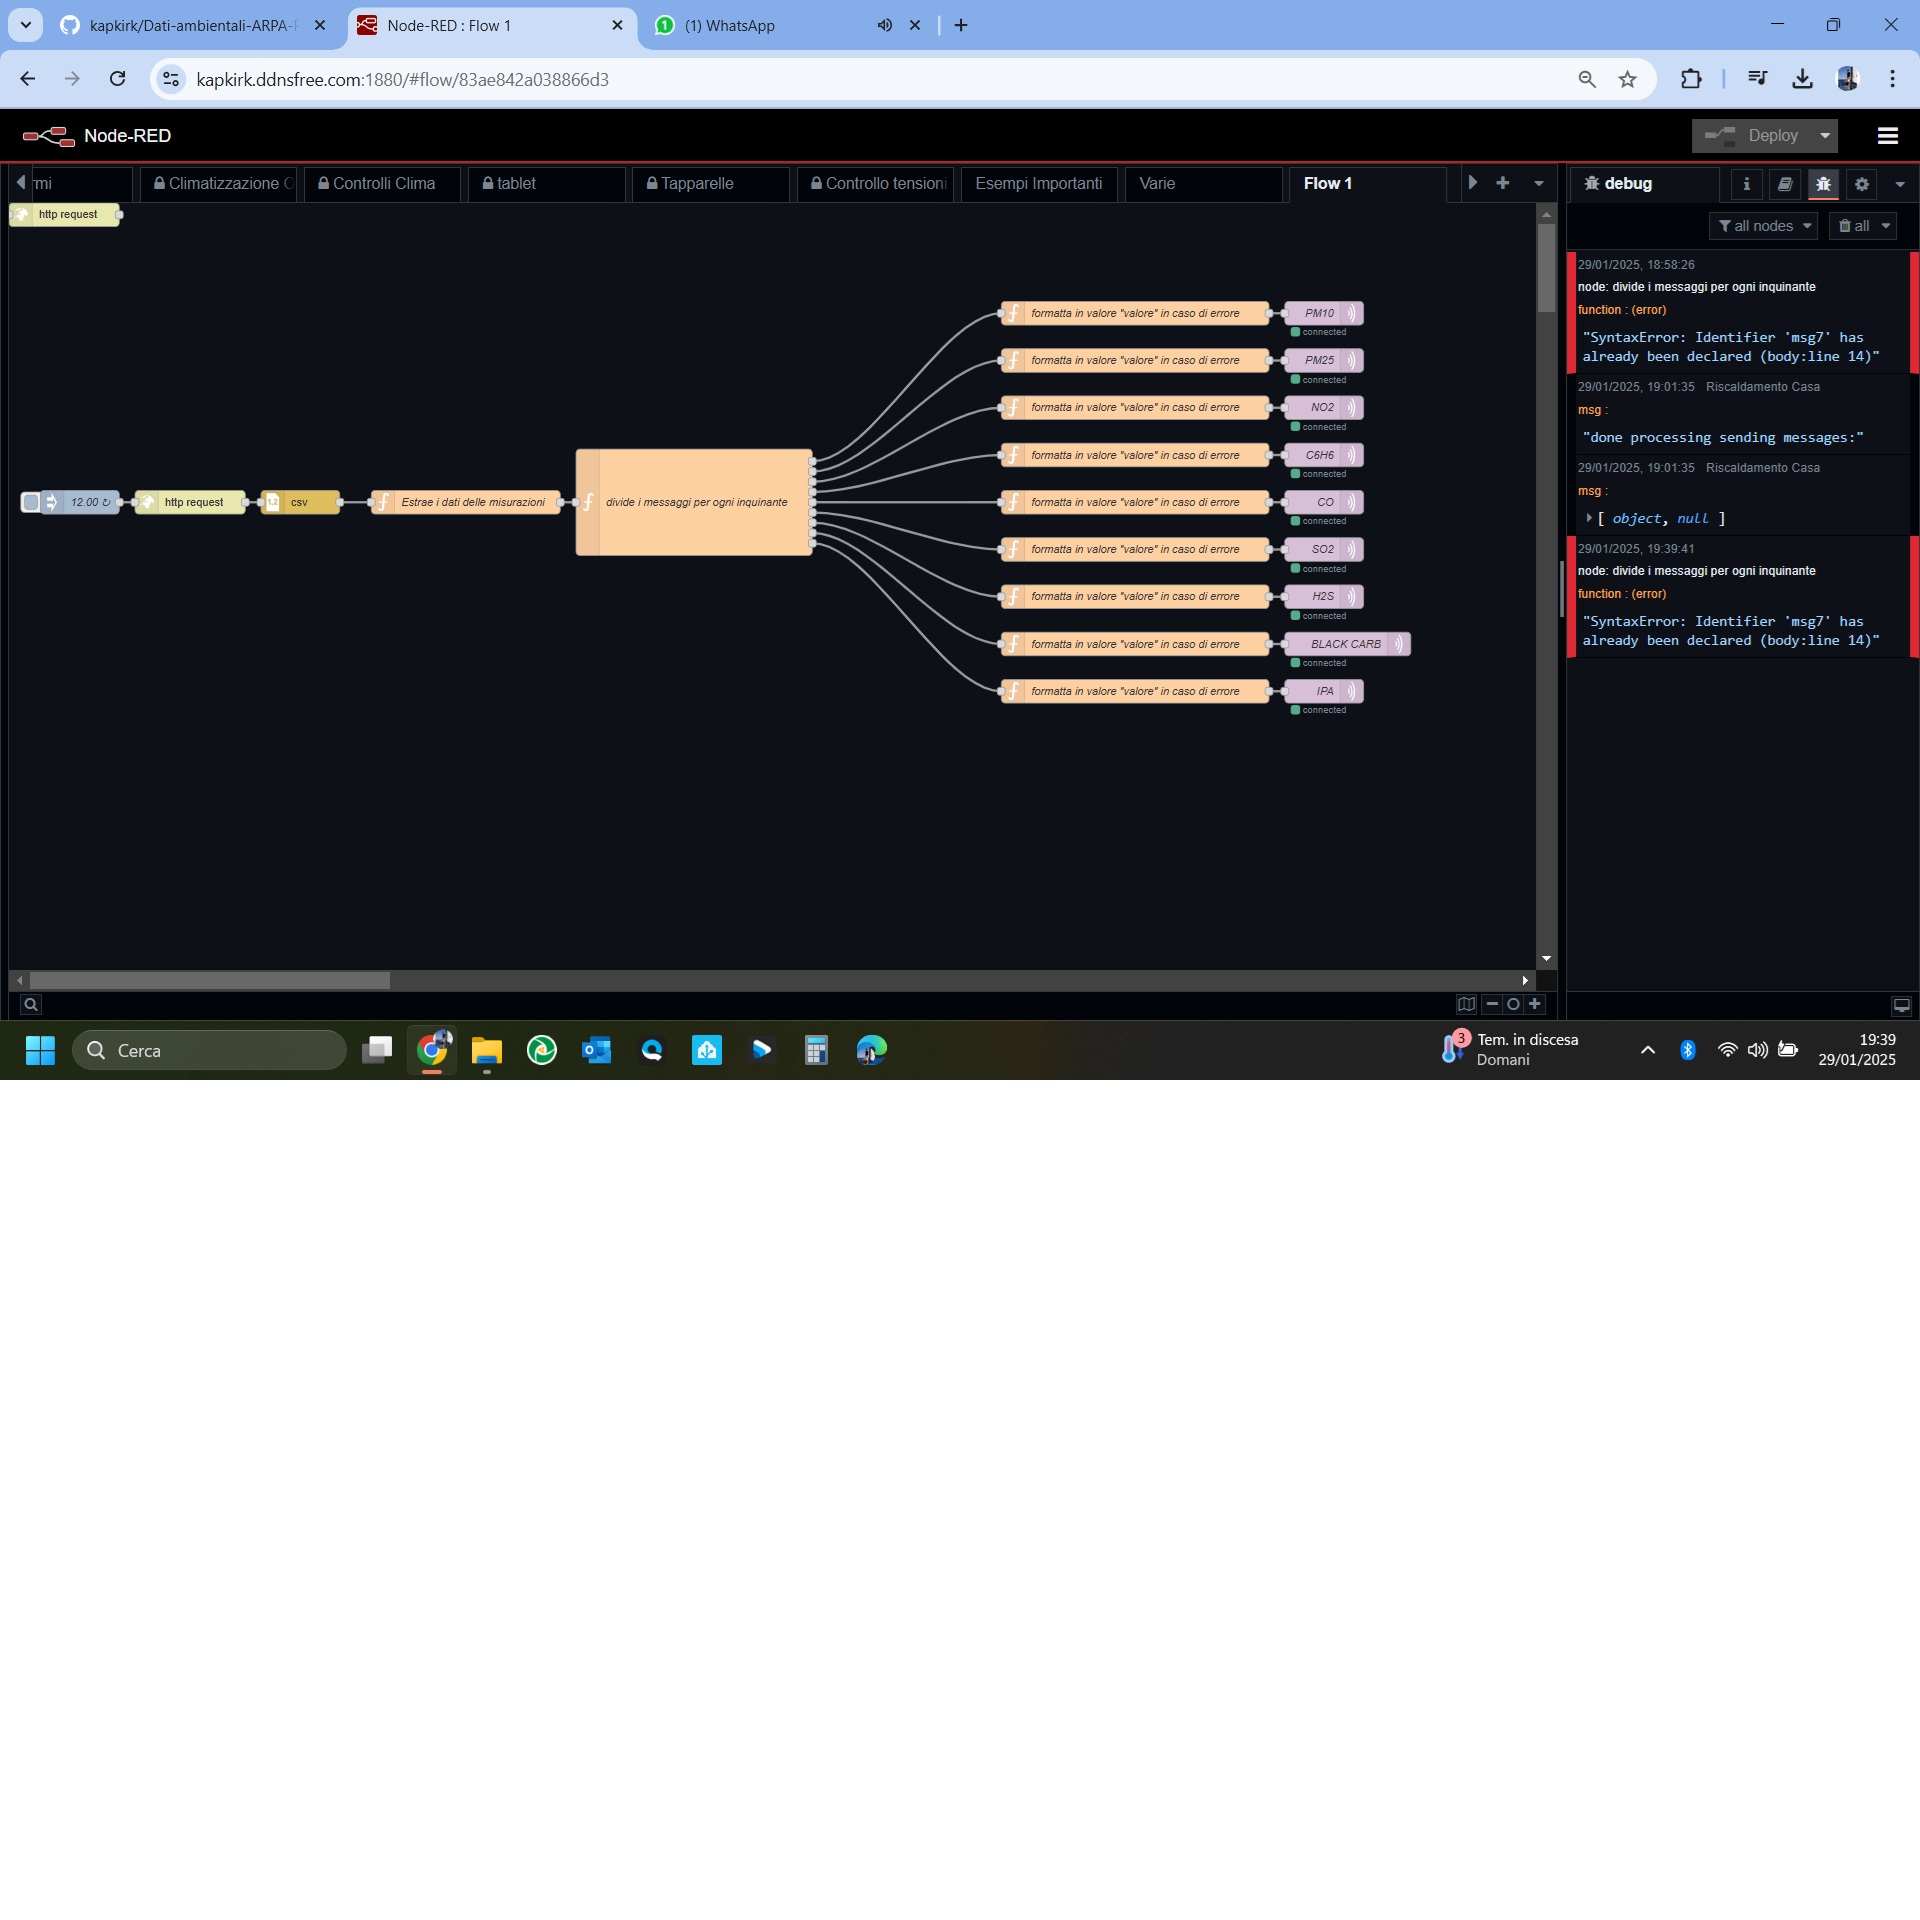 kapkirk/Dati-ambientali-ARPA-
Node-RED : Flow 1
(1) WhatsApp
kapkirk.ddnsfree.com:1880/#flow/83ae842a038866d3
Node-RED
Deploy
rmi
Climatizzazione C
Controlli Clima
tablet
Tapparelle
Controllo tensioni
Esempi Importanti
Varie
Flow 1
debug
all nodes
all
http request
12.00 ↻
http request
1,2
csv
Estrae i dati delle misurazioni
divide i messaggi per ogni inquinante
formatta in valore "valore" in caso di errore
PM10
connected
formatta in valore "valore" in caso di errore
PM25
connected
formatta in valore "valore" in caso di errore
NO2
connected
formatta in valore "valore" in caso di errore
C6H6
connected
formatta in valore "valore" in caso di errore
CO
connected
formatta in valore "valore" in caso di errore
SO2
connected
formatta in valore "valore" in caso di errore
H2S
connected
formatta in valore "valore" in caso di errore
BLACK CARB
connected
formatta in valore "valore" in caso di errore
IPA
connected
29/01/2025, 18:58:26
node: divide i messaggi per ogni inquinante
function : (error)
"SyntaxError: Identifier 'msg7' has
already been declared (body:line 14)"
29/01/2025, 19:01:35 Riscaldamento Casa
msg :
"done processing sending messages:"
29/01/2025, 19:01:35 Riscaldamento Casa
msg :
[ object, null ]
29/01/2025, 19:39:41
node: divide i messaggi per ogni inquinante
function : (error)
"SyntaxError: Identifier 'msg7' has
already been declared (body:line 14)"
Cerca
3
Tem. in discesa
Domani
19:39
29/01/2025